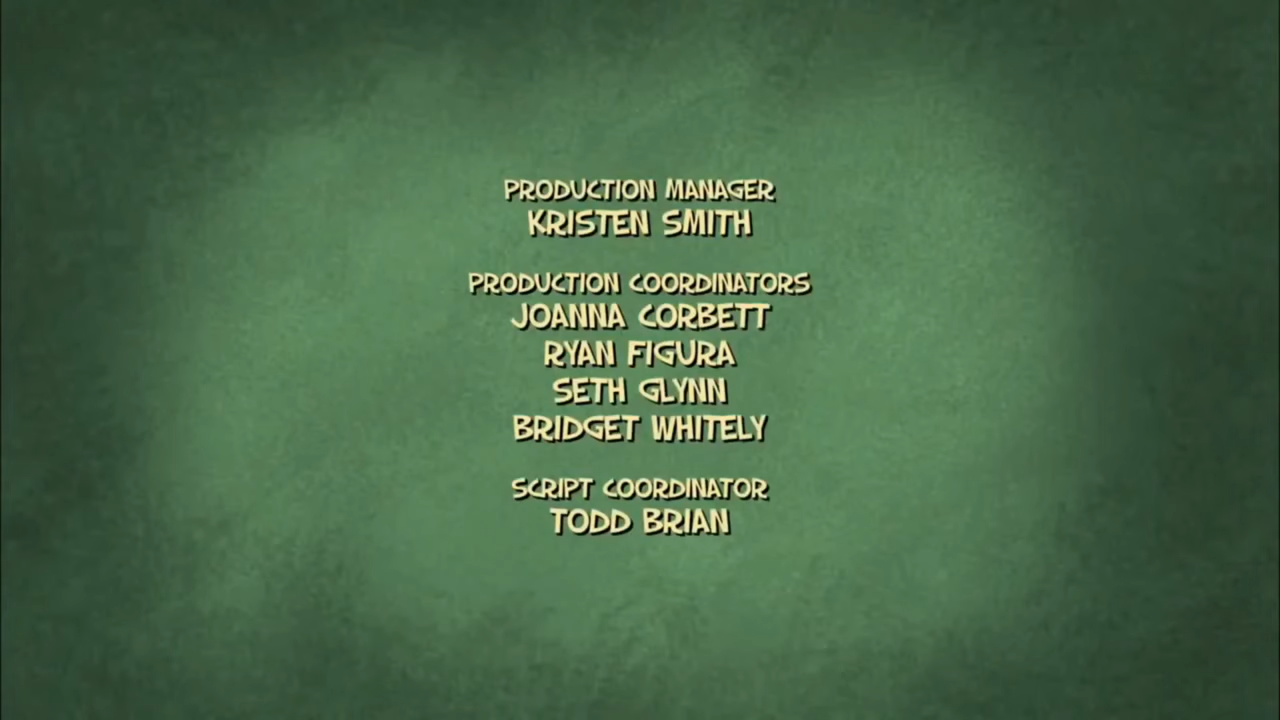 PRODUCTION MANAGER
KRISTEN SMITH
PRODUCTION COORDINATORS
JOANNA CORBETT
RYAN FIGURA
SETH GLYNN
BRIDGET WHITELY
SCRIPT COORDINATOR
TODD BRIAN